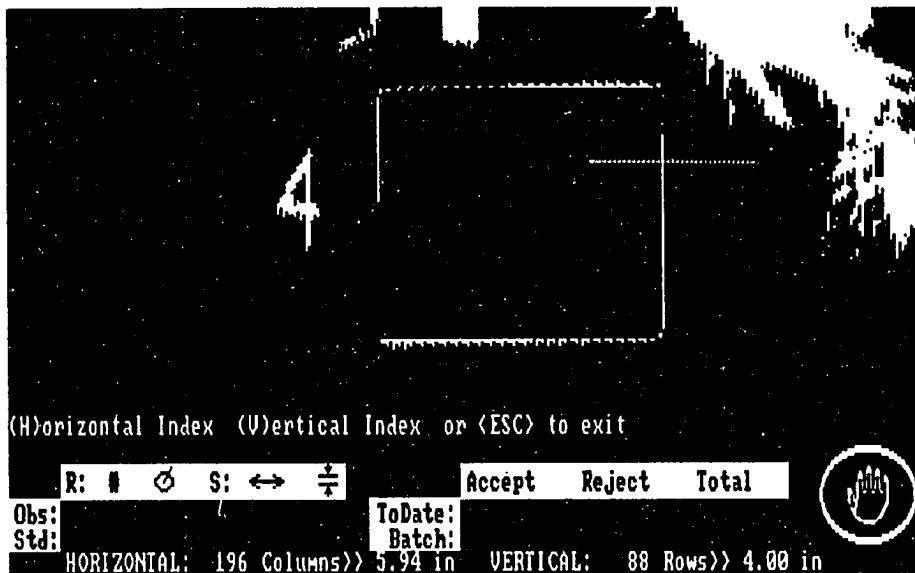 4
(H)orizontal Index (V)ertical Index or <ESC> to exit
R: # S: Accept Reject Total
Obs: ToDate:
Std: Batch:
HORIZONTAL: 196 Columns>> 5.94 in VERTICAL: 88 Rows>> 4.00 in